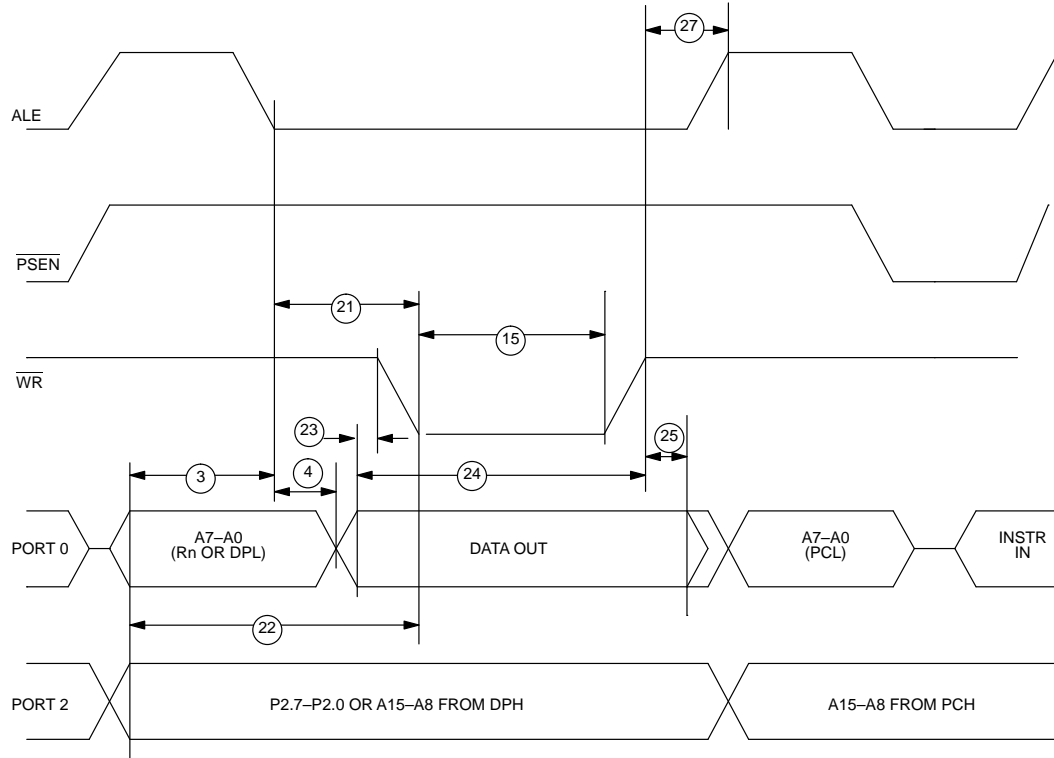 27
ALE
PSEN
21
15
WR
23
25
3
4
24
PORT 0
A7–A0
(Rn OR DPL)
DATA OUT
A7–A0
(PCL)
INSTR
IN
22
PORT 2
P2.7–P2.0 OR A15–A8 FROM DPH
A15–A8 FROM PCH